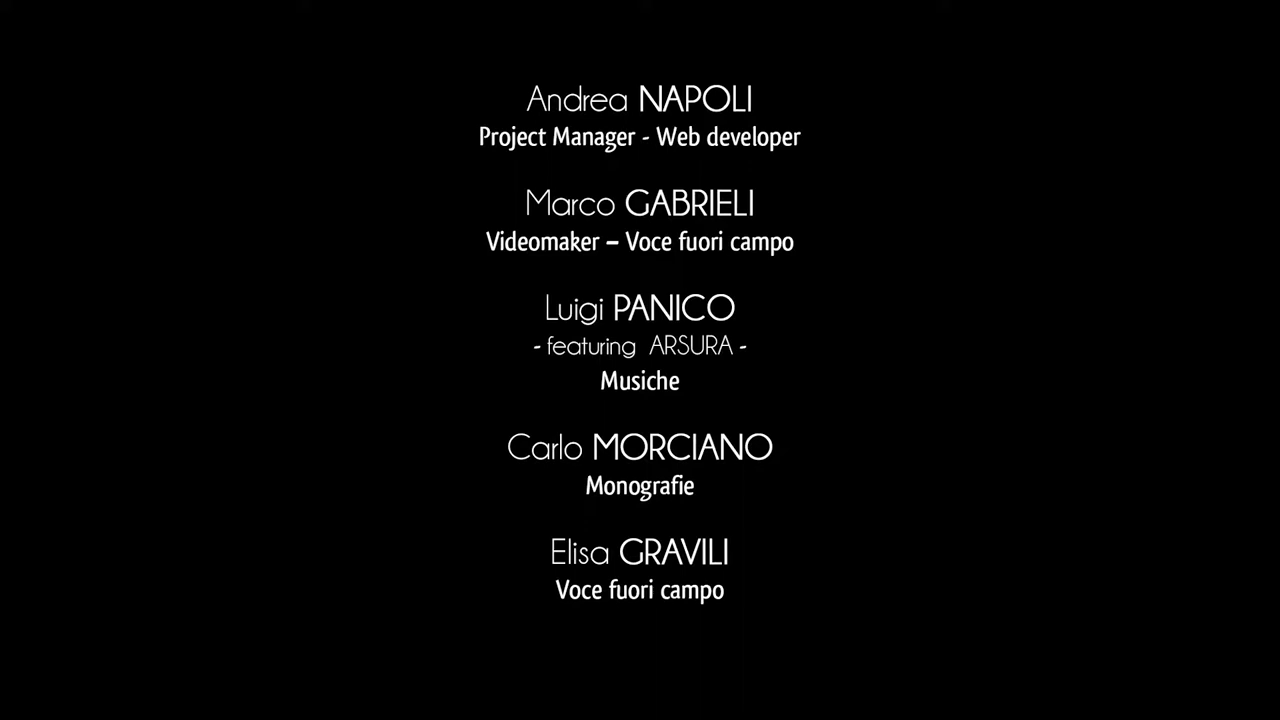 Andrea NAPOLI
Project Manager - Web developer
Marco GABRIELI
Videomaker – Voce fuori campo
Luigi PANICO
- featuring ARSURA -
Musiche
Carlo MORCIANO
Monografie
Elisa GRAVILI
Voce fuori campo